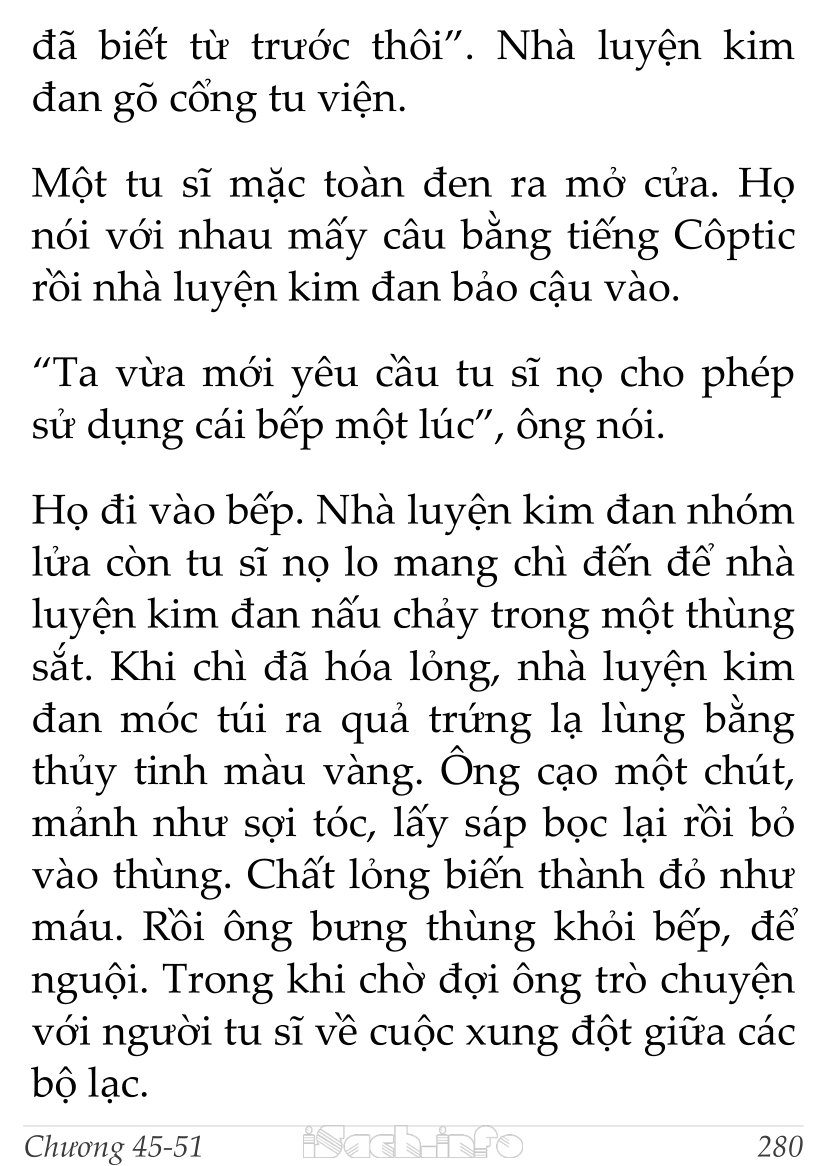 đã biết từ trước thôi”. Nhà luyện kim
đan gõ cổng tu viện.
Một tu sĩ mặc toàn đen ra mở cửa. Họ
nói với nhau mấy câu bằng tiếng Côptic
rồi nhà luyện kim đan bảo cậu vào.
“Ta vừa mới yêu cầu tu sĩ nọ cho phép
sử dụng cái bếp một lúc”, ông nói.
Họ đi vào bếp. Nhà luyện kim đan nhóm
lửa còn tu sĩ nọ lo mang chì đến để nhà
luyện kim đan nấu chảy trong một thùng
sắt. Khi chì đã hóa lỏng, nhà luyện kim
đan móc túi ra quả trứng lạ lùng bằng
thủy tinh màu vàng. Ông cạo một chút,
mảnh như sợi tóc, lấy sáp bọc lại rồi bỏ
vào thùng. Chất lỏng biến thành đỏ như
máu. Rồi ông bưng thùng khỏi bếp, để
nguội. Trong khi chờ đợi ông trò chuyện
với người tu sĩ về cuộc xung đột giữa các
bộ lạc.
Chương 45-51 iSach.info 280